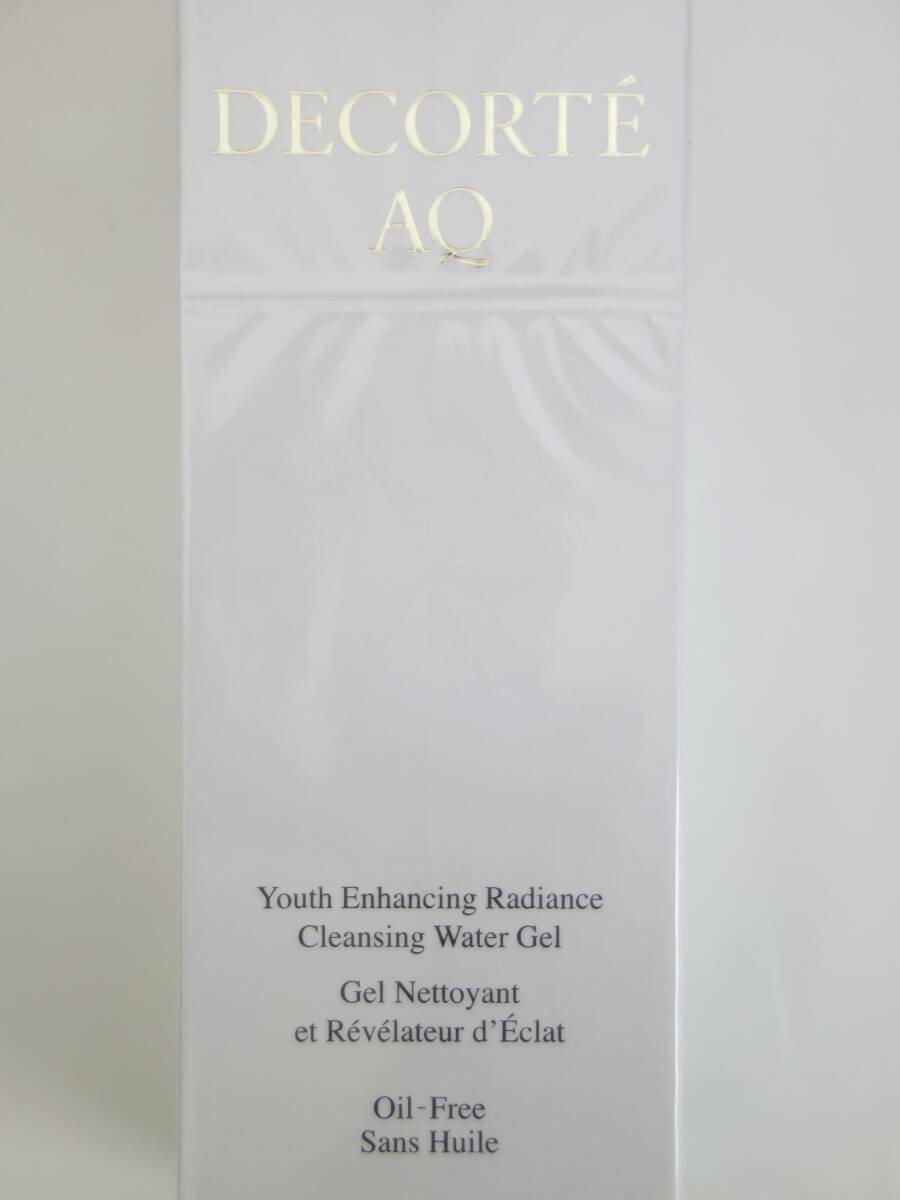 DECORTÉ
AQ
Youth Enhancing Radiance
Cleansing Water Gel
Gel Nettoyant
et Révélateur d'Éclat
Oil-Free
Sans Huile